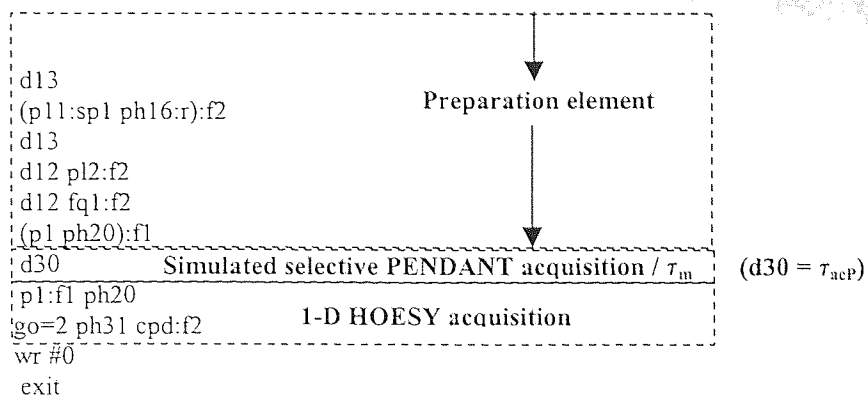 d13
(p11:sp1 ph16:r):f2
Preparation element
d13
d12 pl2:f2
d12 fq1:f2
(p1 ph20):f1
d30 Simulated selective PENDANT acquisition / τm (d30 = τacP)
p1:f1 ph20
go=2 ph31 cpd:f2 1-D HOESY acquisition
wr #0
exit